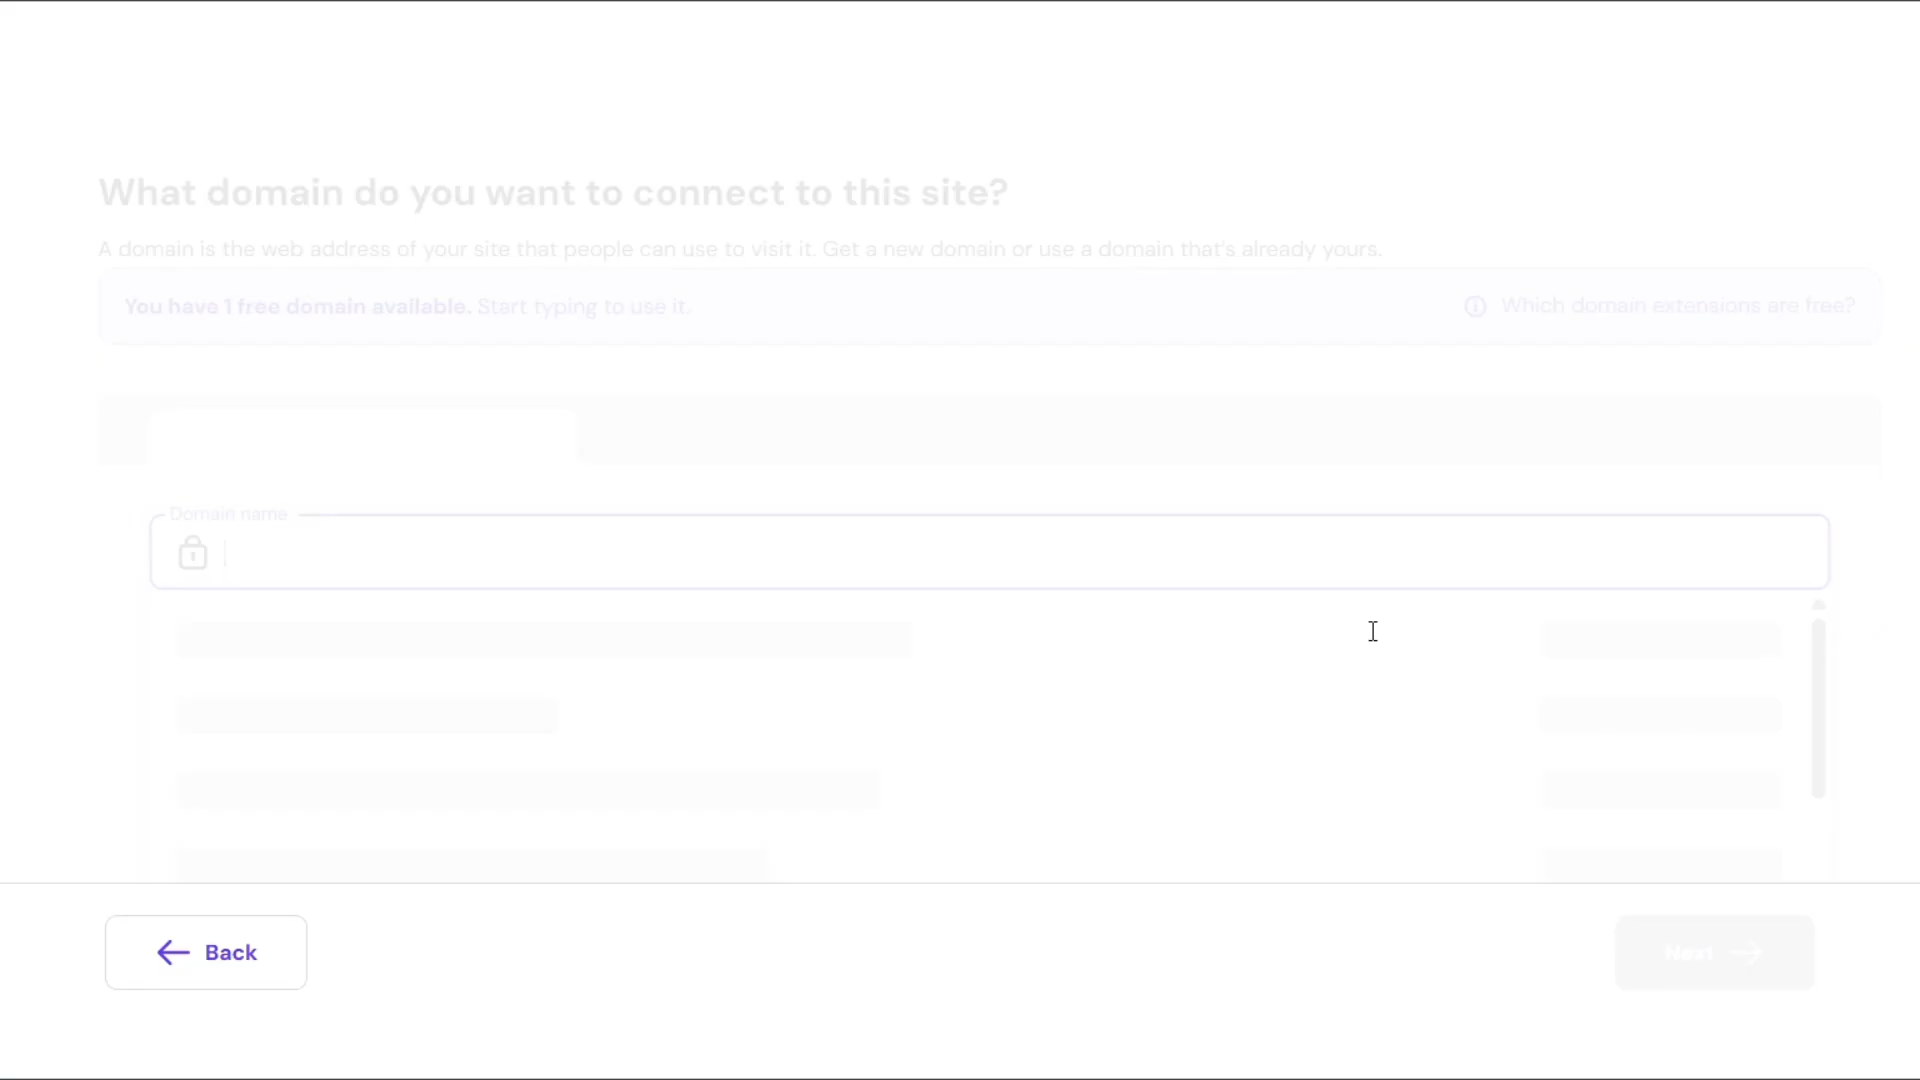 What domain do you want to connect to this site?
A domain is the web address of your site that people can use to visit it. Get a new domain or use a domain that's already yours.
You have 1 free domain available. Start typing to use it.
Which domain extensions are free?
Domain name
Back
Next